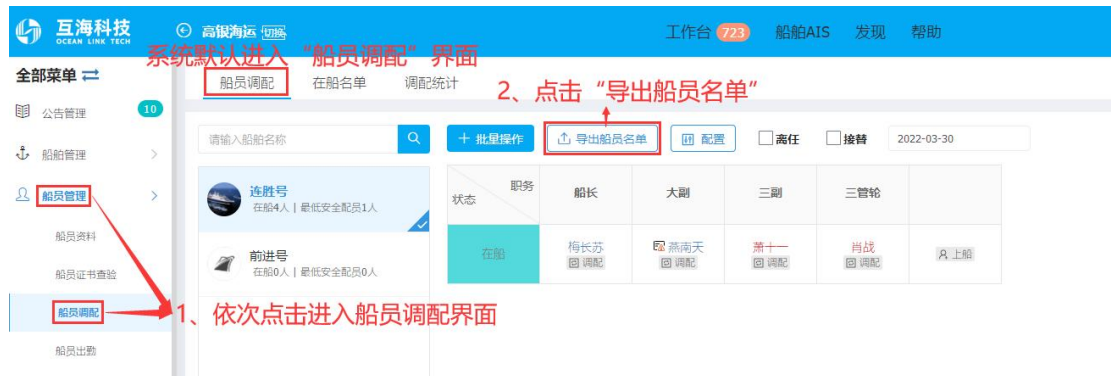 互海科技
OCEAN LINK TECH
高银海运 切换
工作台 723 船舶AIS 发现 帮助
系统默认进入“船员调配”界面
全部菜单
船员调配 在船名单 调配统计
2、点击“导出船员名单”
公告管理 10
请输入船舶名称
批量操作 导出船员名单 配置 离任 接替 2022-03-30
船舶管理
船员管理
连胜号
在船4人 | 最低安全配员1人
职务
状态
船长 大副 三副 三管轮
船员资料
前进号
在船0人 | 最低安全配员0人
在船
梅长苏 燕南天 萧十一 肖战
调配 调配 调配 调配
上船
船员证书查验
船员调配
1、依次点击进入船员调配界面
船员出勤